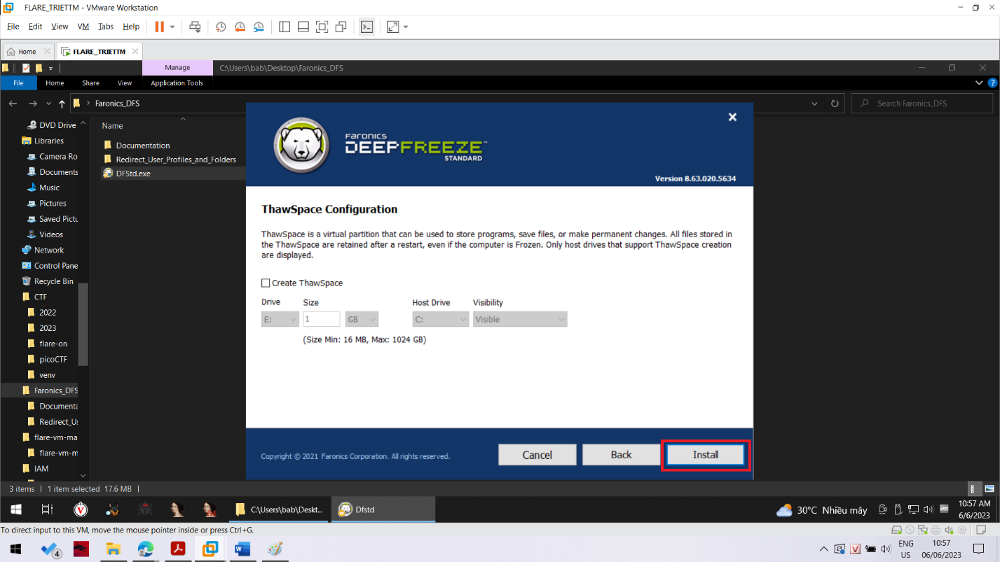 FLARE_TRIETTM - VMware Workstation
File Edit View VM Tabs Help
Home FLARE_TRIETTM
Manage C:\Users\bab\Desktop\Faronics_DFS
File Home Share View Application Tools
Faronics_DFS Search Faronics_DFS
DVD Drive
Libraries
Camera Ro
Documents
Music
Pictures
Saved Pictu
Videos
Network
Control Pane
Recycle Bin
CTF
2022
2023
flare-on
picoCTF
venv
Faronics_DFS
Documenta
Redirect_U
flare-vm-ma
flare-vm-m
IAM
Name
Documentation
Redirect_User_Profiles_and_Folders
DFStd.exe
Faronics
DEEPFREEZE™
STANDARD
Version 8.63.020.5634
ThawSpace Configuration
ThawSpace is a virtual partition that can be used to store programs, save files, or make permanent changes. All files stored in
the ThawSpace are retained after a restart, even if the computer is Frozen. Only host drives that support ThawSpace creation
are displayed.
Create ThawSpace
Drive Size Host Drive Visibility
E: 1 GB C: Visible
(Size Min: 16 MB, Max: 1024 GB)
Copyright © 2021 Faronics Corporation. All rights reserved.
Cancel Back Install
3 items 1 item selected 17.6 MB
C:\Users\bab\Deskt... Dfstd 30°C Nhiều mây vm 10:57 AM
6/6/2023
To direct input to this VM, move the mouse pointer inside or press Ctrl+G.
4 ENG 10:57
US 06/06/2023